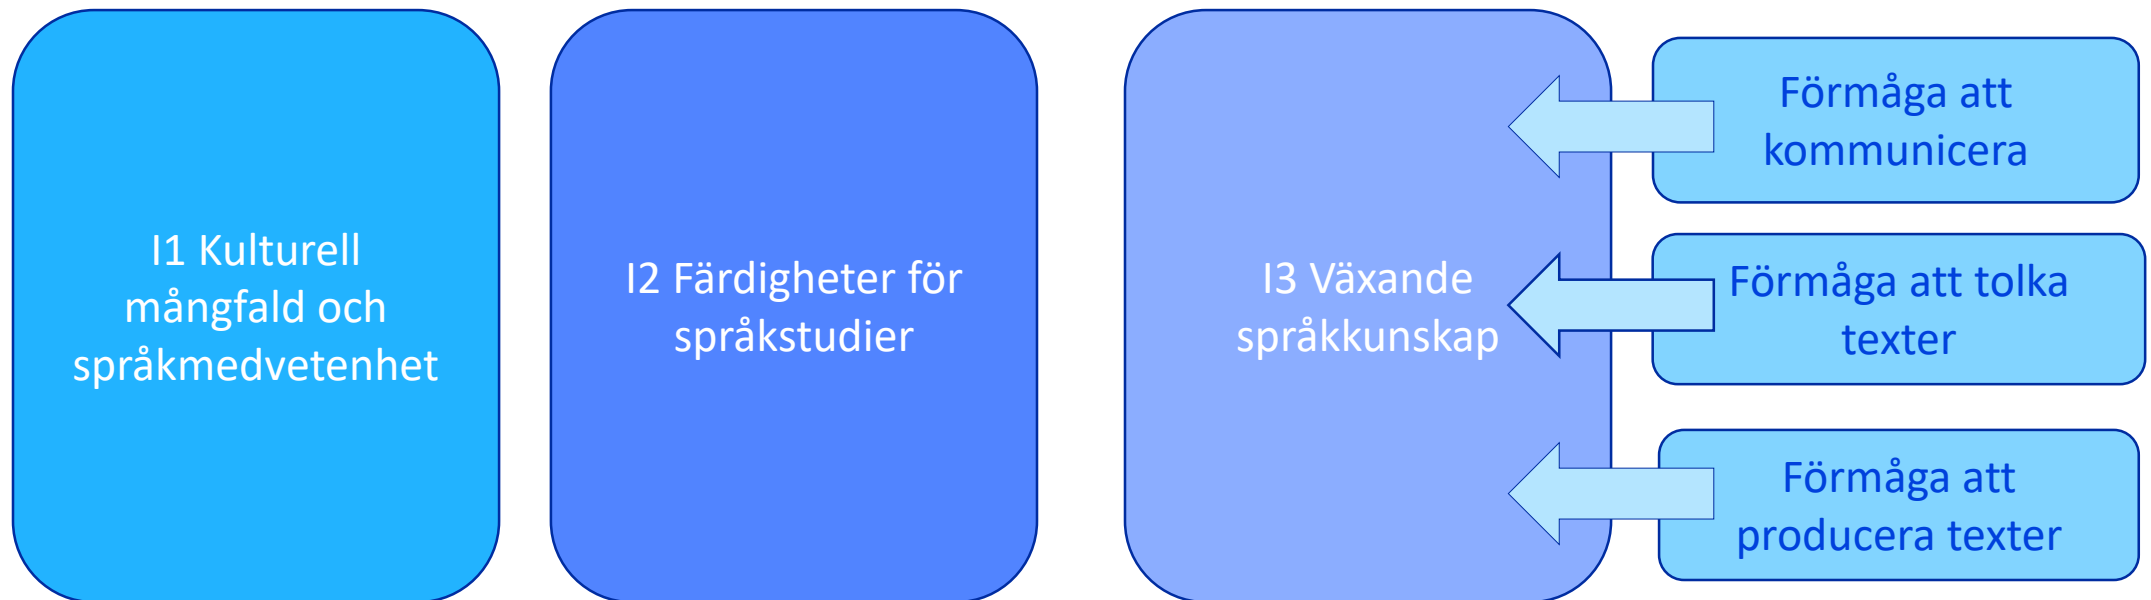 I1 Kulturell
mångfald och
språkmedvetenhet
I2 Färdigheter för
språkstudier
I3 Växande
språkkunskap
Förmåga att
kommunicera
Förmåga att tolka
texter
Förmåga att
producera texter